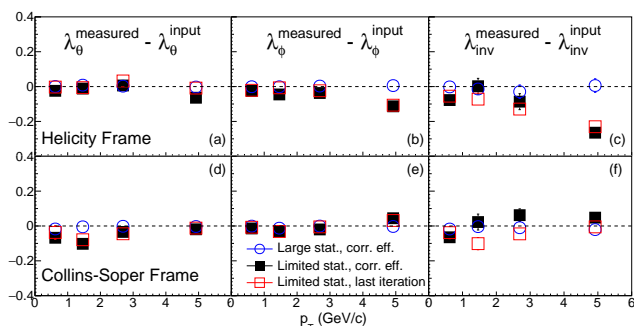 λ_θ^measured - λ_θ^input
λ_φ^measured - λ_φ^input
λ_inv^measured - λ_inv^input
0.4
0.2
0
−0.2
Helicity Frame
(a)
(b)
(c)
0.4
0.2
0
−0.2
−0.4
(d)
(e)
(f)
Large stat., corr. eff.
Limited stat., corr. eff.
Limited stat., last iteration
Collins-Soper Frame
0 1 2 3 4 5 6 0 1 2 3 4 5 6 0 1 2 3 4 5 6 7
p_T (GeV/c)